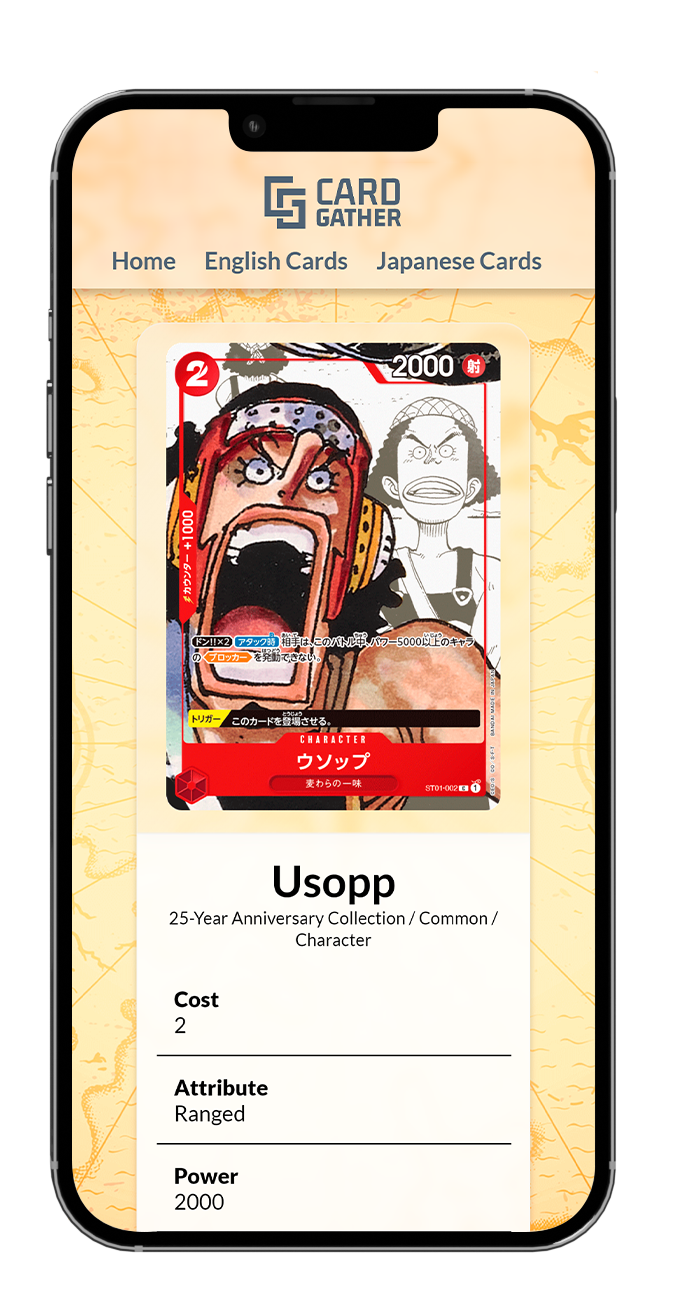 CARD
GATHER
Home English Cards Japanese Cards
2
2000 射
カウンター +1000
ドン!!×2 アタック時 相手は、このバトル中、パワー5000以上のキャラ
の ブロッカー を発動できない。
トリガー このカードを登場させる。
CHARACTER
ウソップ
麦わらの一味
ST01-002 C 1
Usopp
25-Year Anniversary Collection / Common /
Character
Cost
2
Attribute
Ranged
Power
2000